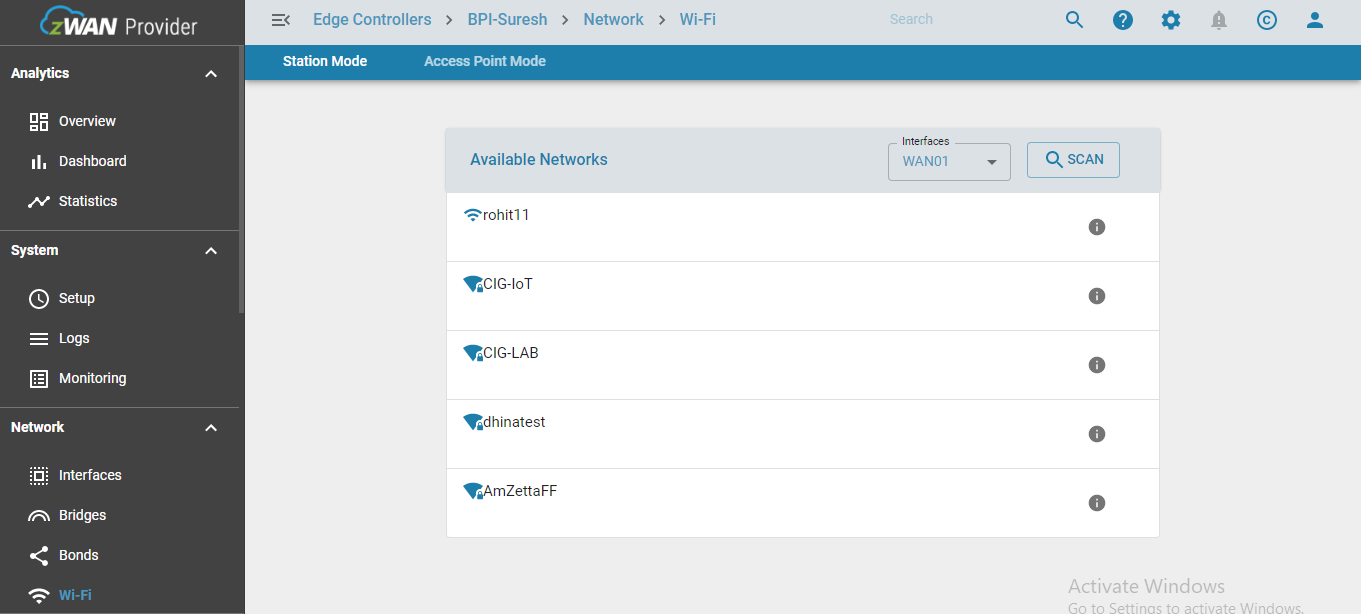 zWAN Provider
Edge Controllers > BPI-Suresh > Network > Wi-Fi
Search
Station Mode
Access Point Mode
Analytics
Overview
Dashboard
Statistics
System
Setup
Logs
Monitoring
Network
Interfaces
Bridges
Bonds
Wi-Fi
Available Networks
Interfaces
WAN01
SCAN
rohit11
CIG-IoT
CIG-LAB
dhinatest
AmZettaFF
Activate Windows
Go to Settings to activate Windows.